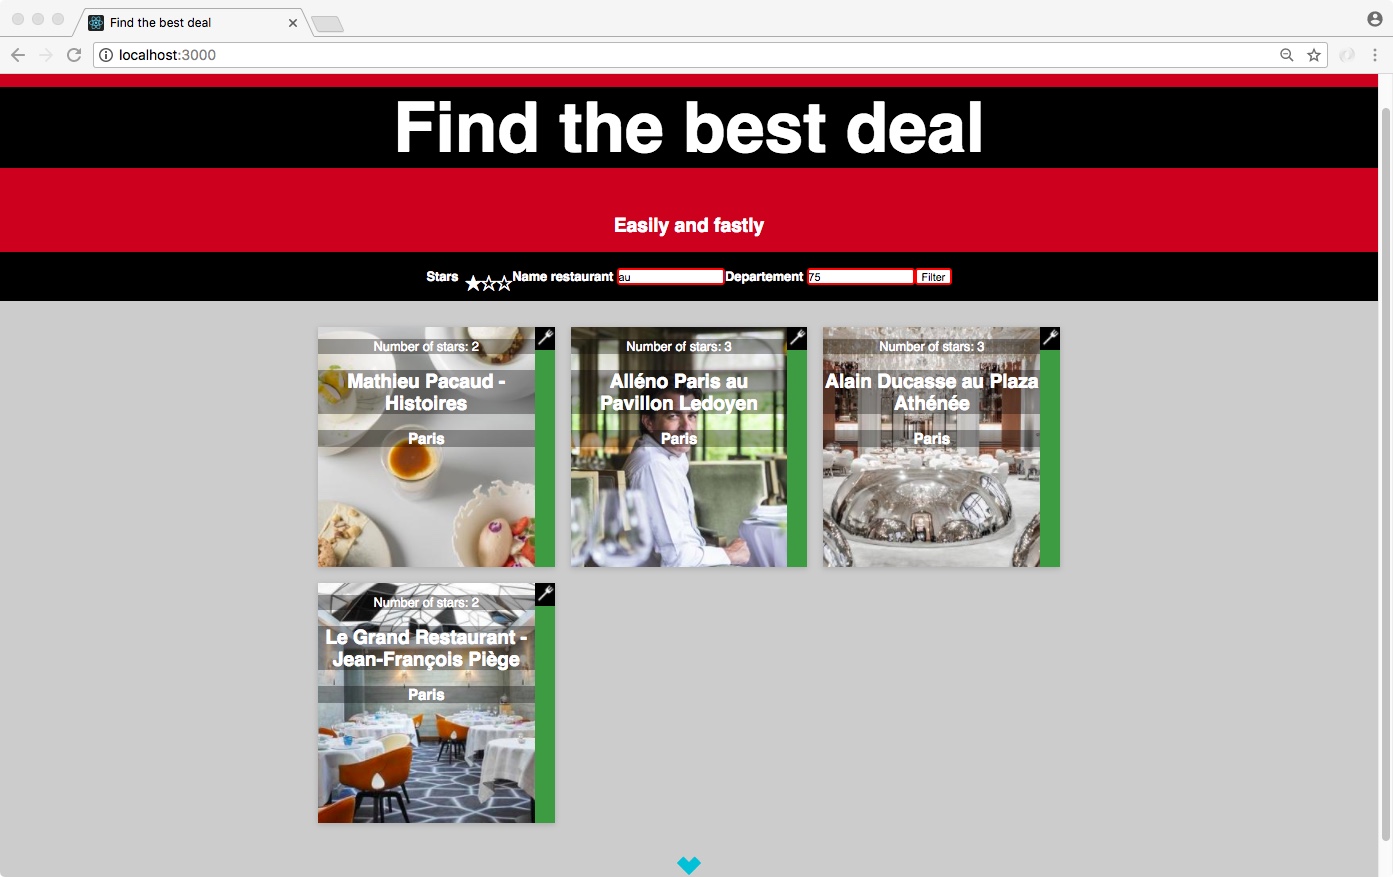 Find the best deal
localhost:3000
Find the best deal
Easily and fastly
Stars Name restaurant au Departement 75 Filter
Number of stars: 2
Mathieu Pacaud -
Histoires
Paris
Number of stars: 3
Alléno Paris au
Pavillon Ledoyen
Paris
Number of stars: 3
Alain Ducasse au Plaza
Athénée
Paris
Number of stars: 2
Le Grand Restaurant -
Jean-François Piège
Paris